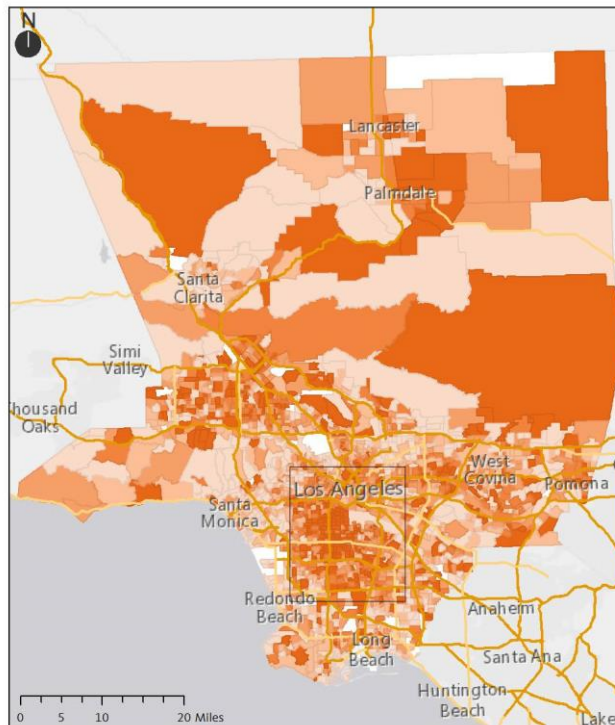 N
Lancaster
Palmdale
Santa
Clarita
Simi
Valley
Thousand
Oaks
West
Covina
Pomona
Los Angeles
Santa
Monica
Redondo
Beach
Anaheim
Long
Beach
Santa Ana
Huntington
Beach
Lake
0 5 10 20 Miles